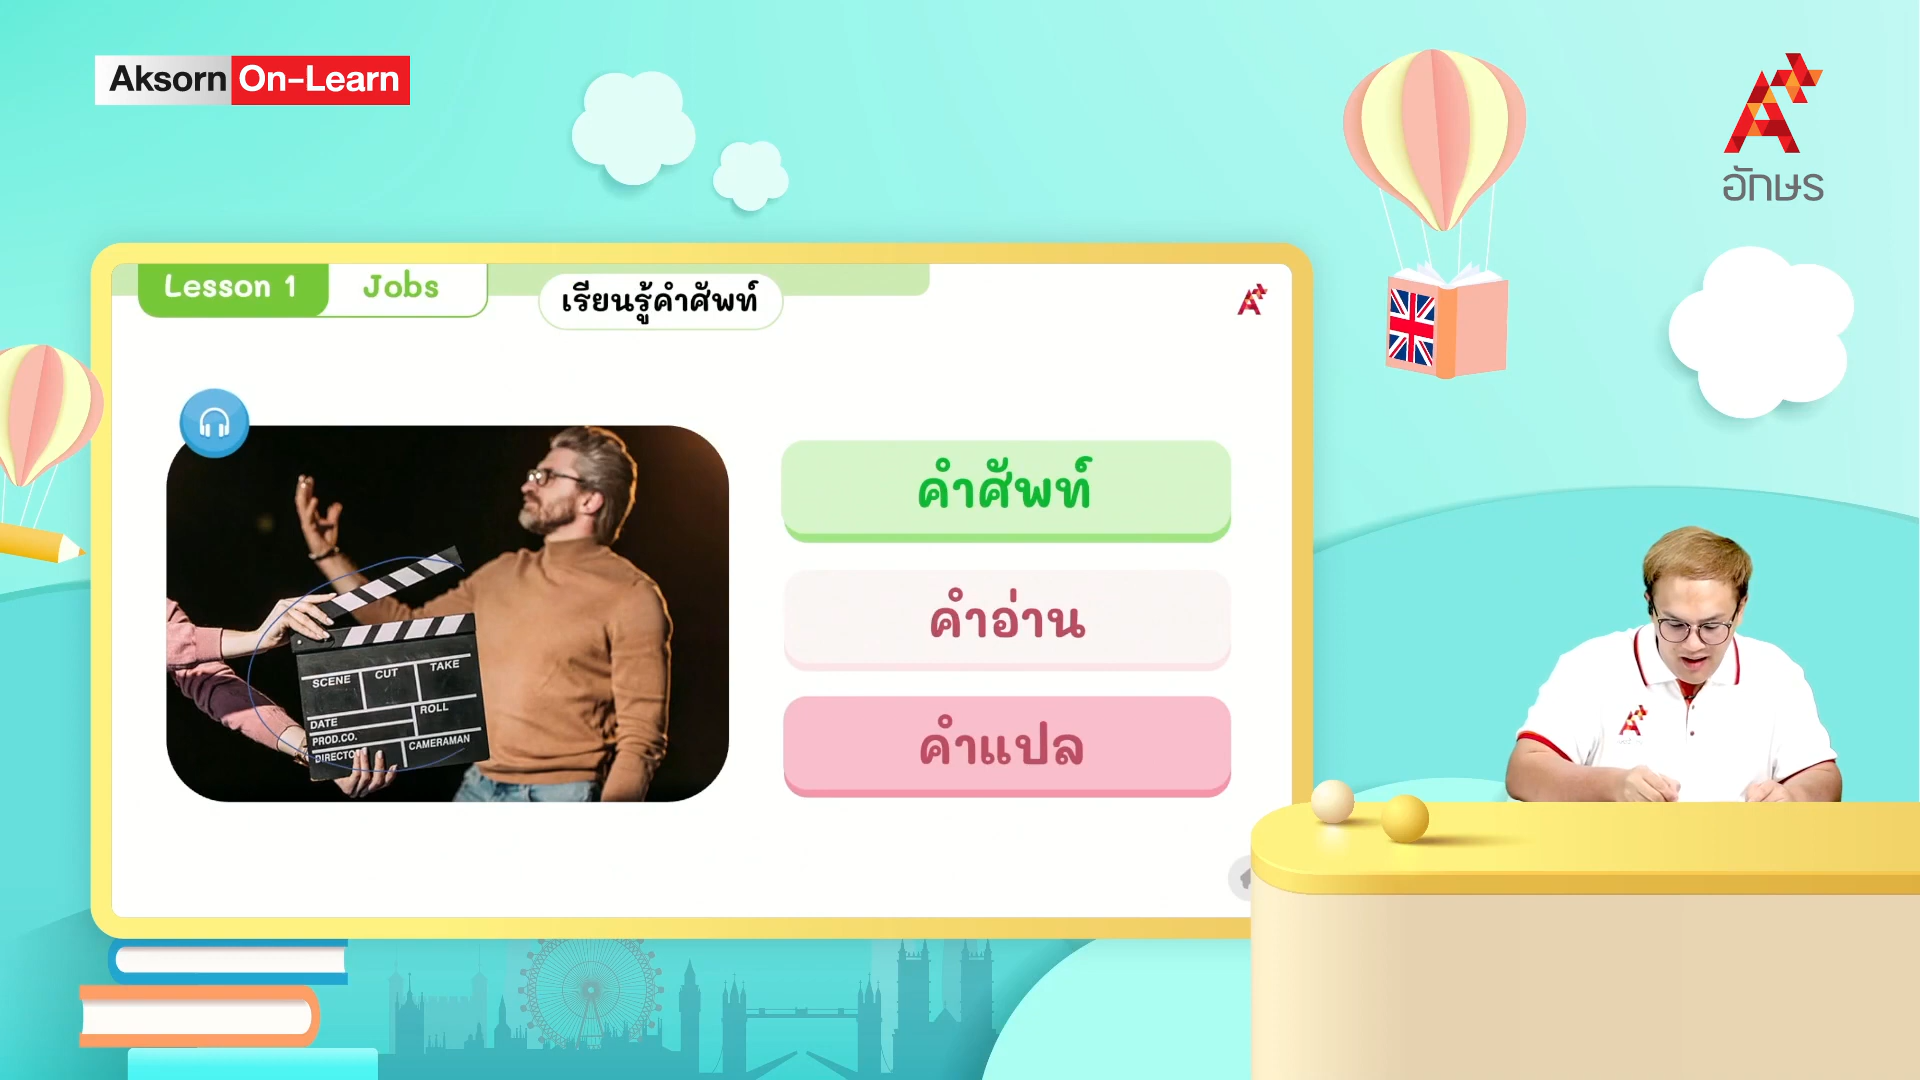 Aksorn On-Learn
อักษร
Lesson 1 Jobs
เรียนรู้คำศัพท์
คำศัพท์
คำอ่าน
คำแปล
SCENE CUT TAKE
DATE ROLL
PROD.CO.
DIRECTO CAMERAMAN